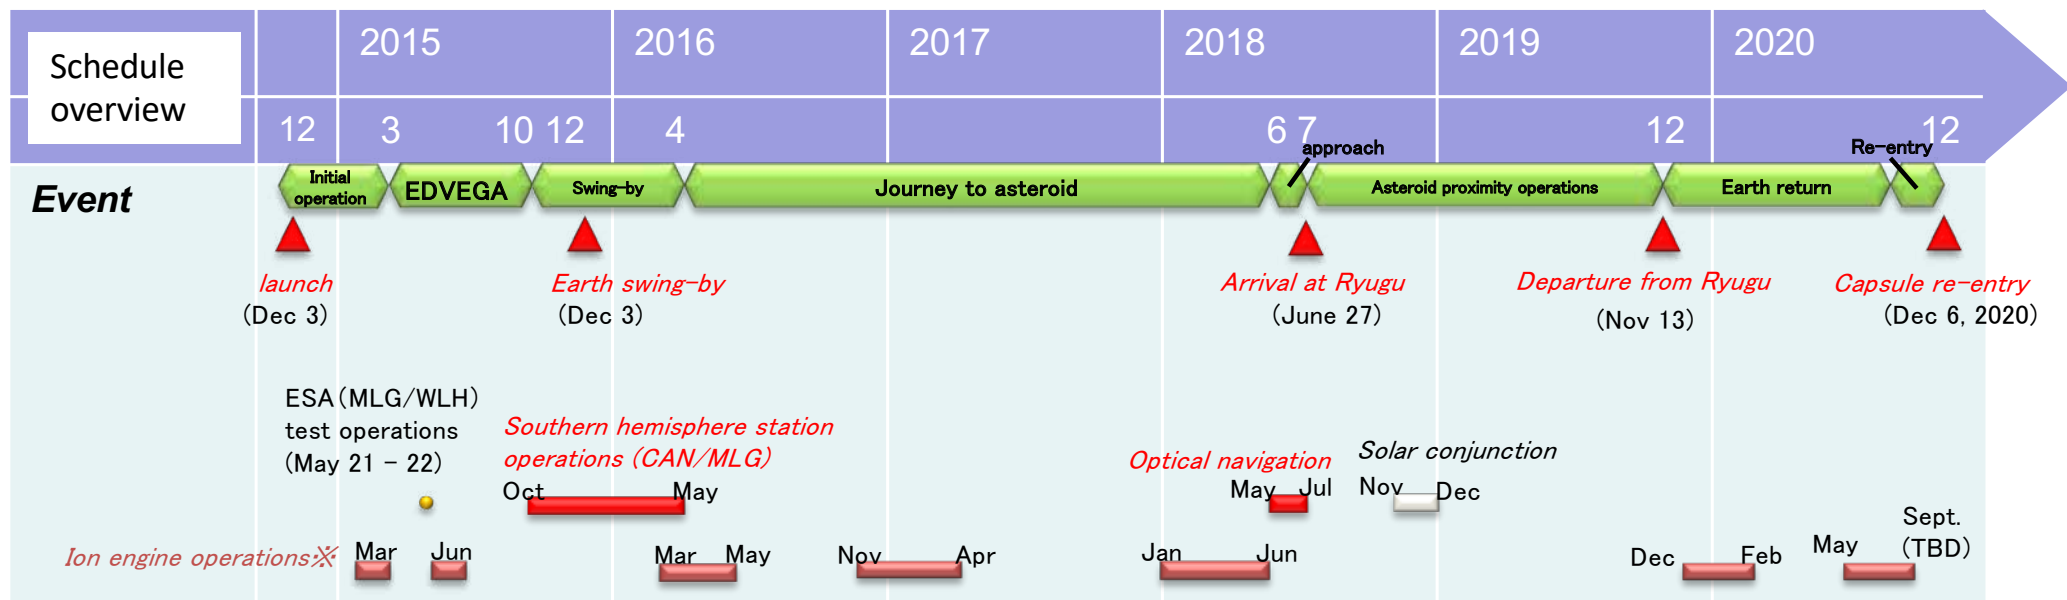 Schedule
overview
2015 2016 2017 2018 2019 2020
12 3 10 12 4 6 7 12 12
approach
Re-entry
Event
Initial
operation
EDVEGA
Swing-by
Journey to asteroid
Asteroid proximity operations
Earth return
launch
(Dec 3)
Earth swing-by
(Dec 3)
Arrival at Ryugu
(June 27)
Departure from Ryugu
(Nov 13)
Capsule re-entry
(Dec 6, 2020)
ESA(MLG/WLH)
test operations
(May 21 - 22)
Southern hemisphere station
operations (CAN/MLG)
Oct May
Optical navigation
May Jul
Solar conjunction
Nov Dec
Ion engine operations※
Mar Jun Mar May Nov Apr Jan Jun Dec Feb May Sept.
(TBD)